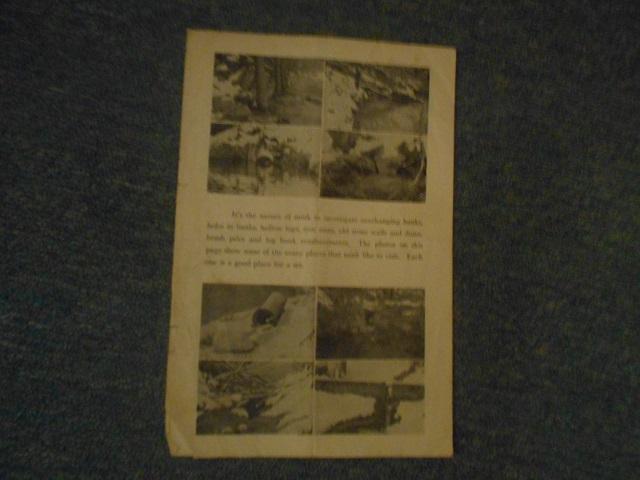 It's the nature of mink to investigate overhanging banks,
holes in banks, hollow logs, tree roots, old stone walls and dams,
brush piles and log book reinforcements. The photos on this
page show some of the many places that mink like to visit. Each
one is a good place for a set.